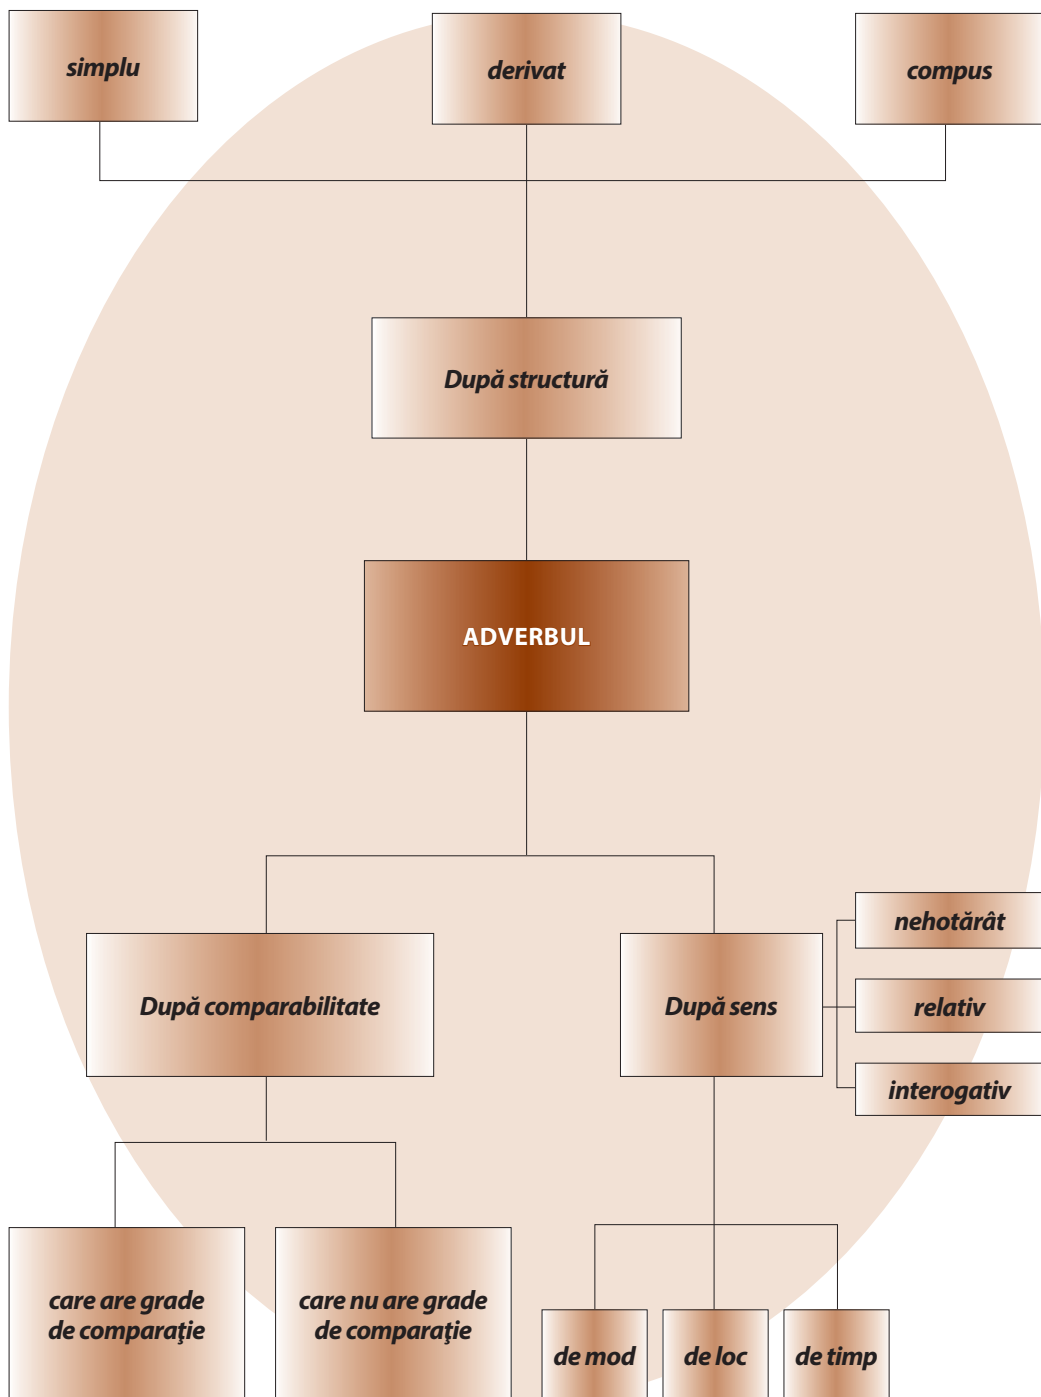 simplu
derivat
compus
După structură
ADVERBUL
După comparabilitate
După sens
nehotărât
relativ
interogativ
care are grade
de comparaţie
care nu are grade
de comparaţie
de mod
de loc
de timp